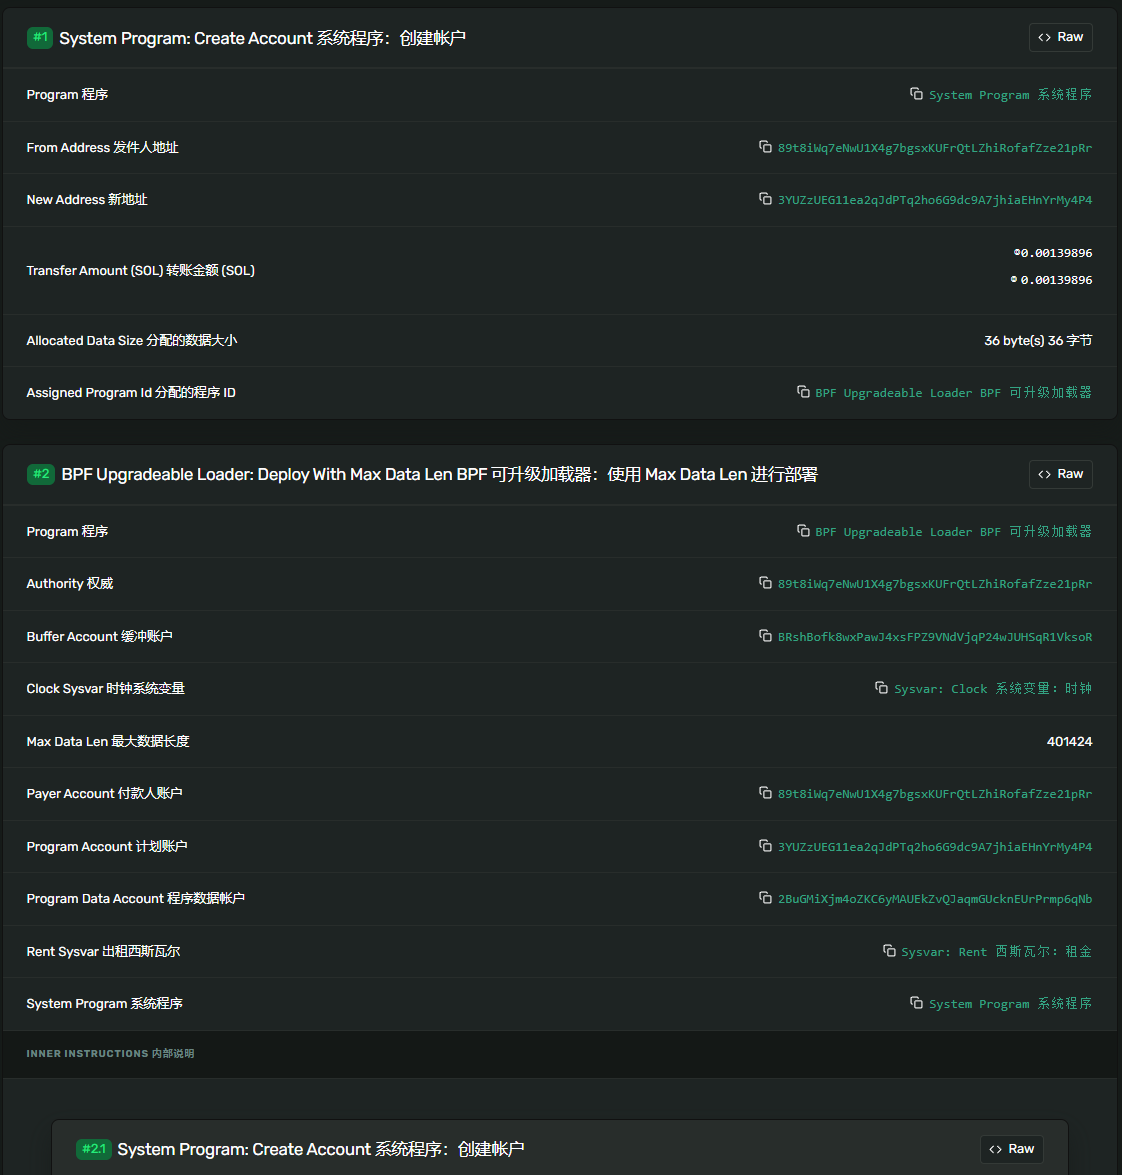 #1 System Program: Create Account 系统程序：创建帐户 Raw
Program 程序 System Program 系统程序
From Address 发件人地址 89t8iWq7eNwU1X4g7bgsxKUFrQtLZhiRofafZze21pRr
New Address 新地址 3YUZzUEG11ea2qJdPTq2ho6G9dc9A7jhiaEHnYrMy4P4
Transfer Amount (SOL) 转账金额 (SOL) ◎0.00139896
◎ 0.00139896
Allocated Data Size 分配的数据大小 36 byte(s) 36 字节
Assigned Program Id 分配的程序 ID BPF Upgradeable Loader BPF 可升级加载器
#2 BPF Upgradeable Loader: Deploy With Max Data Len BPF 可升级加载器：使用 Max Data Len 进行部署 Raw
Program 程序 BPF Upgradeable Loader BPF 可升级加载器
Authority 权威 89t8iWq7eNwU1X4g7bgsxKUFrQtLZhiRofafZze21pRr
Buffer Account 缓冲账户 BRshBofk8wxPawJ4xsFPZ9VNdVjqP24wJUHSqR1VksoR
Clock Sysvar 时钟系统变量 Sysvar: Clock 系统变量：时钟
Max Data Len 最大数据长度 401424
Payer Account 付款人账户 89t8iWq7eNwU1X4g7bgsxKUFrQtLZhiRofafZze21pRr
Program Account 计划账户 3YUZzUEG11ea2qJdPTq2ho6G9dc9A7jhiaEHnYrMy4P4
Program Data Account 程序数据帐户 2BuGMiXjm4oZKC6yMAUEkZvQJaqmGUcknEUrPrmp6qNb
Rent Sysvar 出租西斯瓦尔 Sysvar: Rent 西斯瓦尔：租金
System Program 系统程序 System Program 系统程序
INNER INSTRUCTIONS 内部说明
#2.1 System Program: Create Account 系统程序：创建帐户 Raw